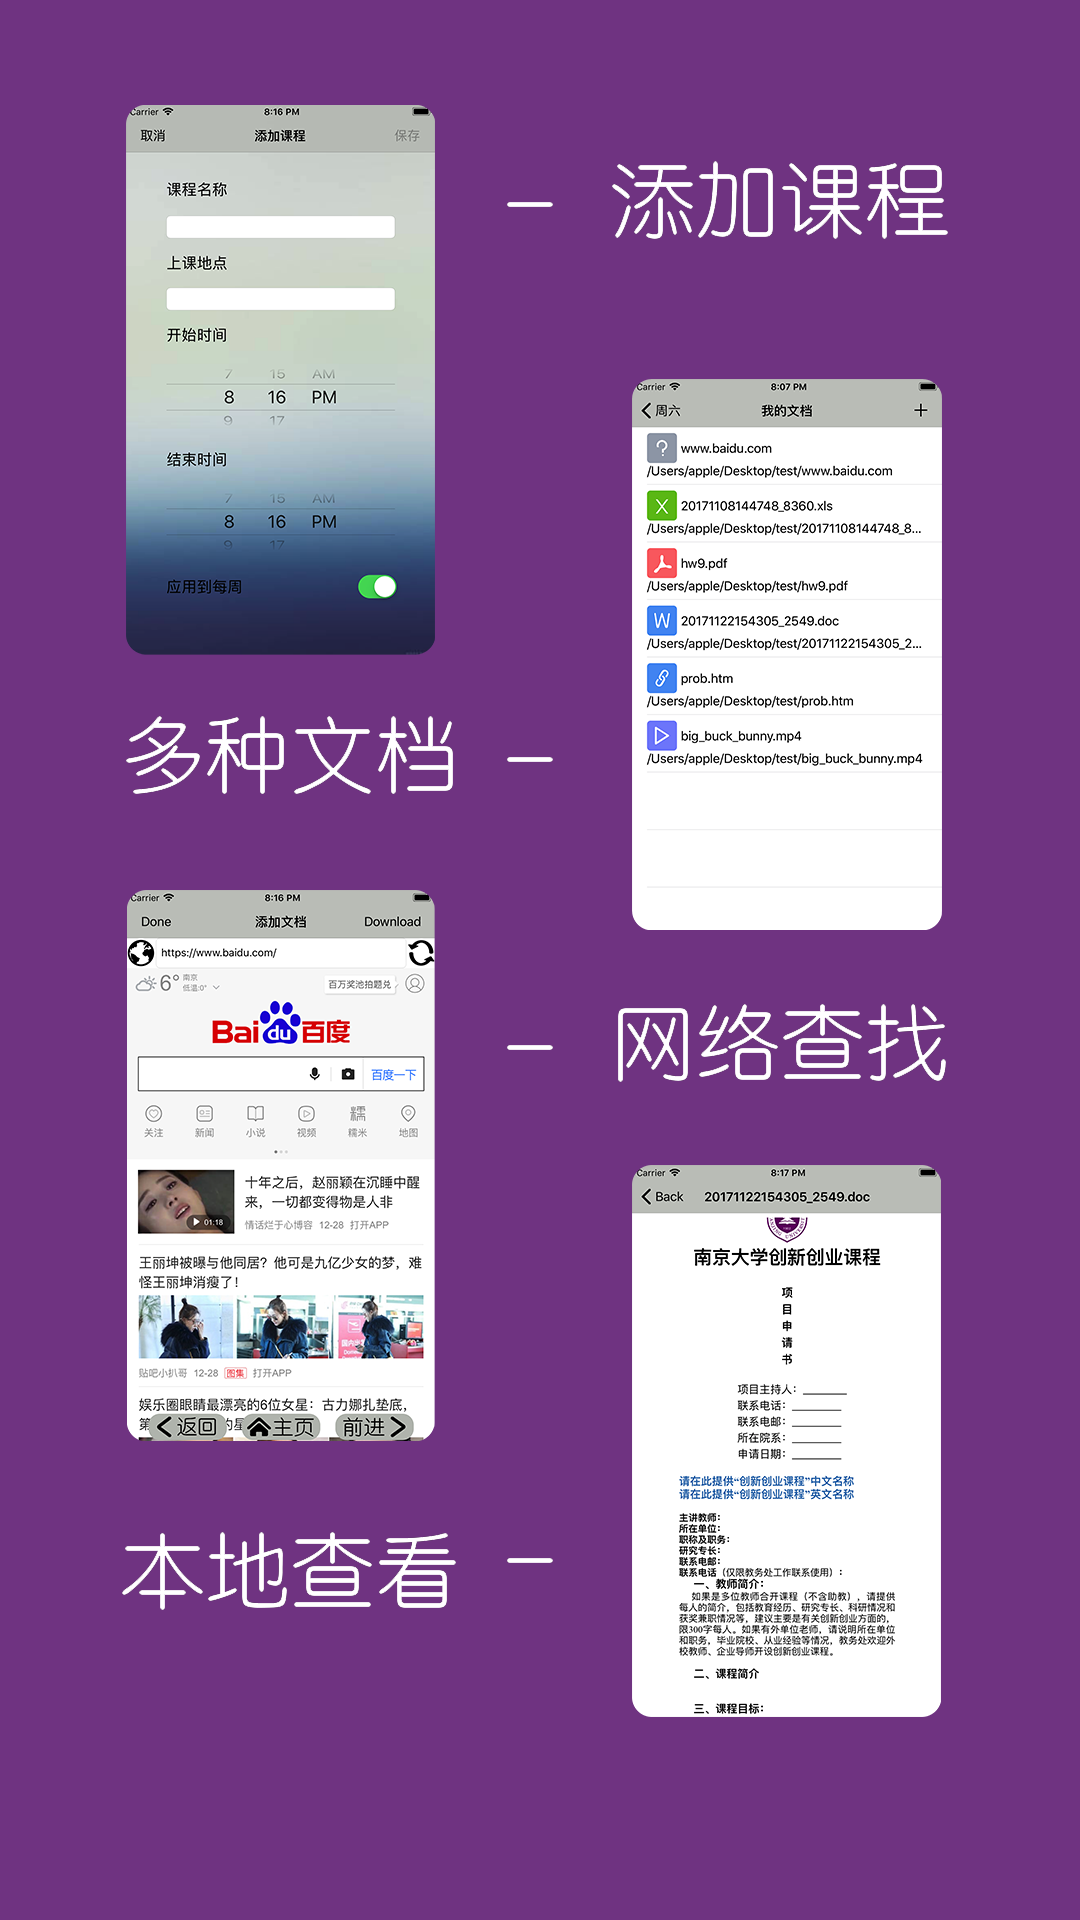 Carrier 8:16 PM
取消 添加课程 保存
课程名称
上课地点
开始时间
7 15 AM
8 16 PM
9 17
结束时间
7 15 AM
8 16 PM
9 17
应用到每周
添加课程
Carrier 8:07 PM
周六 我的文档 +
www.baidu.com
/Users/apple/Desktop/test/www.baidu.com
20171108144748_8360.xls
/Users/apple/Desktop/test/20171108144748_8...
hw9.pdf
/Users/apple/Desktop/test/hw9.pdf
W 20171122154305_2549.doc
/Users/apple/Desktop/test/20171122154305_2...
prob.htm
/Users/apple/Desktop/test/prob.htm
big_buck_bunny.mp4
/Users/apple/Desktop/test/big_buck_bunny.mp4
多种文档
Carrier 8:16 PM
Done 添加文档 Download
https://www.baidu.com/
6° 南京
低温:0°
百万奖池拍题兑
Bai du 百度
百度一下
关注 新闻 小说 视频 糯米 地图
十年之后，赵丽颖在沉睡中醒
来，一切都变得物是人非
01:18
情话烂于心博容 12-28 打开APP
王丽坤被曝与他同居？他可是九亿少女的梦，难
怪王丽坤消瘦了！
贴吧小扒哥 12-28 图集 打开APP
娱乐圈眼睛最漂亮的6位女星：古力娜扎垫底，
第 的星
返回 主页 前进
网络查找
Carrier 8:17 PM
Back 20171122154305_2549.doc
南京大学创新创业课程
项
目
申
请
书
项目主持人：
联系电话：
联系电邮：
所在院系：
申请日期：
请在此提供“创新创业课程”中文名称
请在此提供“创新创业课程”英文名称
主讲教师：
所在单位：
职称及职务：
研究专长：
联系电邮：
联系电话（仅限教务处工作联系使用）：
一、教师简介：
如果是多位教师合开课程（不含助教），请提供
每人的简介，包括教育经历、研究专长、科研情况和
获奖兼职情况等，建议主要是有关创新创业方面的，
限300字每人。如果有外单位老师，请说明所在单位
和职务，毕业院校、从业经验等情况，教务处欢迎外
校教师、企业导师开设创新创业课程。
二、课程简介
三、课程目标：
本地查看